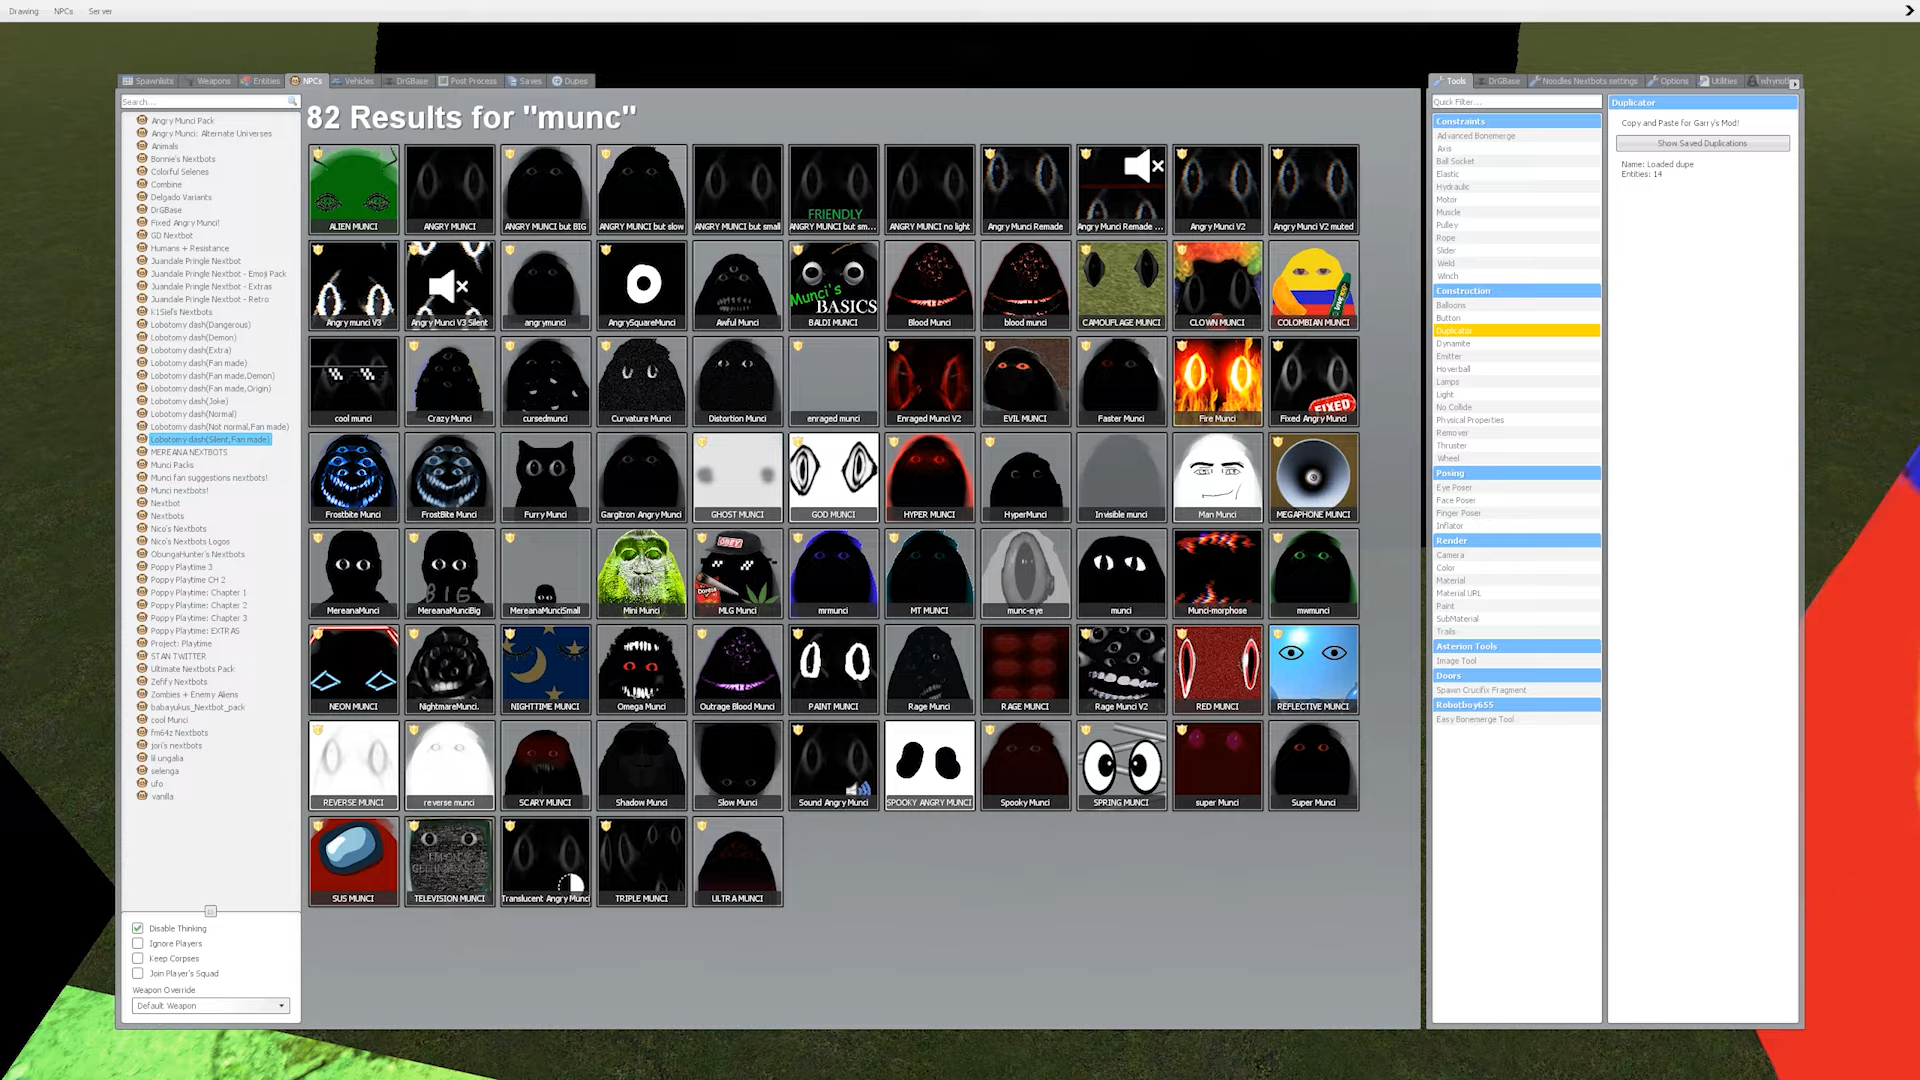 Drawing NPCs Server
Spawnlists Weapons Entities NPCs Vehicles DrGBase Post Process Saves Dupes
Search...
Angry Munci Pack
Angry Munci: Alternate Universes
Animals
Bonnie's Nextbots
Colorful Selenes
Combine
Delgado Variants
DrGBase
Fixed Angry Munci!
GD Nextbot
Humans + Resistance
Juandale Pringle Nextbot
Juandale Pringle Nextbot - Emoji Pack
Juandale Pringle Nextbot - Extras
Juandale Pringle Nextbot - Retro
K1Siel's Nextbots
Lobotomy dash(Dangerous)
Lobotomy dash(Demon)
Lobotomy dash(Extra)
Lobotomy dash(Fan made)
Lobotomy dash(Fan made,Demon)
Lobotomy dash(Fan made,Origin)
Lobotomy dash(Joke)
Lobotomy dash(Normal)
Lobotomy dash(Not normal,Fan made)
Lobotomy dash(Silent,Fan made)
MEREANA NEXTBOTS
Munci Packs
Munci fan suggestions nextbots!
Munci nextbots!
Nextbot
Nextbots
Nico's Nextbots
Nico's Nextbots Logos
ObungaHunter's Nextbots
Poppy Playtime 3
Poppy Playtime CH 2
Poppy Playtime: Chapter 1
Poppy Playtime: Chapter 2
Poppy Playtime: Chapter 3
Poppy Playtime: EXTRAS
Project: Playtime
STAN TWITTER
Ultimate Nextbots Pack
Zefify Nextbots
Zombies + Enemy Aliens
babayukus_Nextbot_pack
cool Munci
fm64z Nextbots
jori's nextbots
lil ungalia
selenga
ufo
vanilla
Disable Thinking
Ignore Players
Keep Corpses
Join Player's Squad
Weapon Override
Default Weapon
82 Results for "munc"
ALIEN MUNCI ANGRY MUNCI ANGRY MUNCI but BIG ANGRY MUNCI but slow ANGRY MUNCI but small FRIENDLY ANGRY MUNCI but sm... ANGRY MUNCI no light Angry Munci Remade Angry Munci Remade ... Angry Munci V2 Angry Munci V2 muted
Angry munci V3 Angry Munci V3 Silent angrymunci AngrySquareMunci Awful Munci Munci's BASICS BALDI MUNCI Blood Munci blood munci CAMOUFLAGE MUNCI CLOWN MUNCI COLOMBIAN MUNCI
cool munci Crazy Munci cursedmunci Curvature Munci Distortion Munci enraged munci Enraged Munci V2 EVIL MUNCI Faster Munci Fire Munci FIXED Fixed Angry Munci
Frostbite Munci FrostBite Munci Furry Munci Gargitron Angry Munci GHOST MUNCI GOD MUNCI HYPER MUNCI HyperMunci Invisible munci Man Munci MEGAPHONE MUNCI
MereanaMunci BIG MereanaMunciBig MereanaMunciSmall Mini Munci OBEY MLG Munci mrmunci MT MUNCI munc-eye munci Munci-morphose mwmunci
NEON MUNCI NightmareMunci. NIGHTTIME MUNCI Omega Munci Outrage Blood Munci PAINT MUNCI Rage Munci RAGE MUNCI Rage Munci V2 RED MUNCI REFLECTIVE MUNCI
REVERSE MUNCI reverse munci SCARY MUNCI Shadow Munci Slow Munci Sound Angry Munci SPOOKY ANGRY MUNCI Spooky Munci SPRING MUNCI super Munci Super Munci
SUS MUNCI TELEVISION MUNCI Translucent Angry Munci TRIPLE MUNCI ULTRA MUNCI
Tools DrGBase Noodles Nextbots settings Options Utilities
Quick Filter...
Constraints
Advanced Bonemerge
Axis
Ball Socket
Elastic
Hydraulic
Motor
Muscle
Pulley
Rope
Slider
Weld
Winch
Construction
Balloons
Button
Duplicator
Dynamite
Emitter
Hoverball
Lamps
Light
No Collide
Physical Properties
Remover
Thruster
Wheel
Posing
Eye Poser
Face Poser
Finger Poser
Inflator
Render
Camera
Color
Material
Material URL
Paint
SubMaterial
Trails
Asterion Tools
Image Tool
Doors
Spawn Crucifix Fragment
Robotboy655
Easy Bonemerge Tool
Duplicator
Copy and Paste for Garry's Mod!
Show Saved Duplications
Name: Loaded dupe
Entities: 14